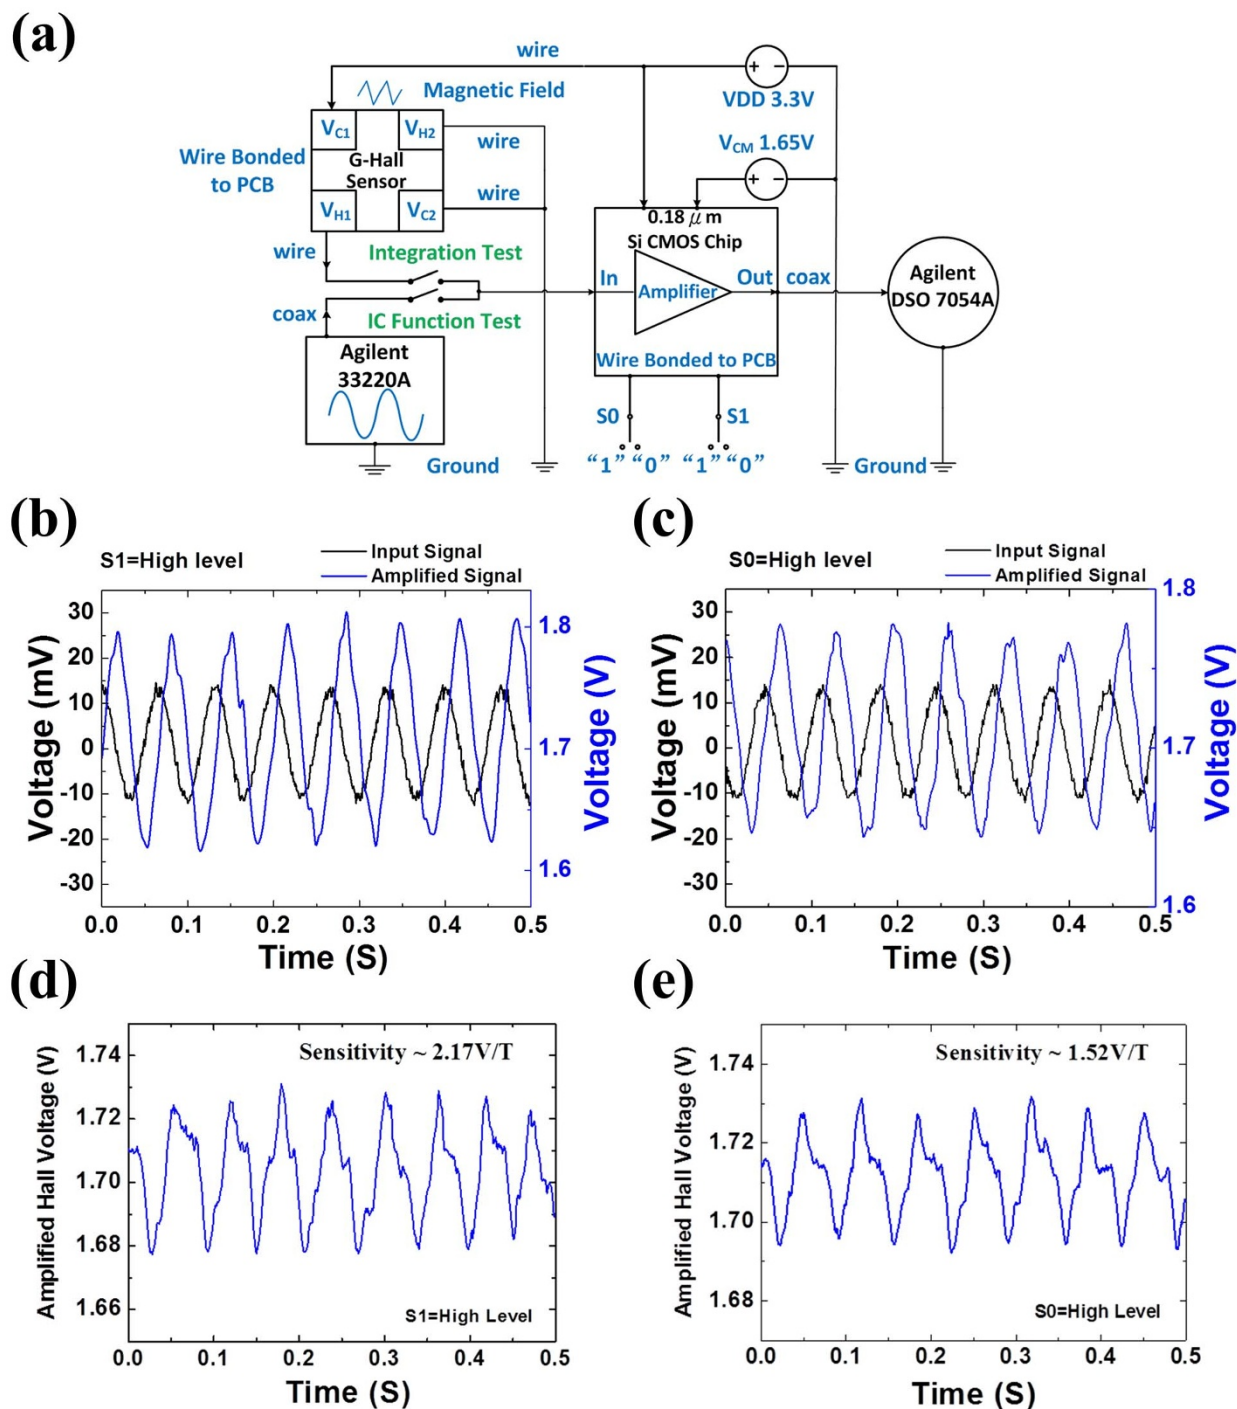 (a)
wire
Magnetic Field
VDD 3.3V
VC1 VH2
wire
VCM 1.65V
Wire Bonded
to PCB
G-Hall
Sensor
wire
VH1 VC2
0.18 μm
Si CMOS Chip
wire
Integration Test
In
Amplifier
Out
coax
Agilent
DSO 7054A
coax
IC Function Test
Agilent
33220A
Wire Bonded to PCB
S0
S1
Ground
“1” “0” “1” “0”
Ground
(b)
S1=High level
Input Signal
Amplified Signal
Voltage (mV)
30
20
10
0
-10
-20
-30
1.8
1.7
1.6
Voltage (V)
0.0 0.1 0.2 0.3 0.4 0.5
Time (S)
(c)
S0=High level
Input Signal
Amplified Signal
Voltage (mV)
30
20
10
0
-10
-20
-30
1.8
1.7
1.6
Voltage (V)
0.0 0.1 0.2 0.3 0.4 0.5
Time (S)
(d)
Amplified Hall Voltage (V)
1.74
1.72
1.70
1.68
1.66
Sensitivity ~ 2.17V/T
S1=High Level
0.0 0.1 0.2 0.3 0.4 0.5
Time (S)
(e)
Amplified Hall Voltage (V)
1.74
1.72
1.70
1.68
Sensitivity ~ 1.52V/T
S0=High Level
0.0 0.1 0.2 0.3 0.4 0.5
Time (S)